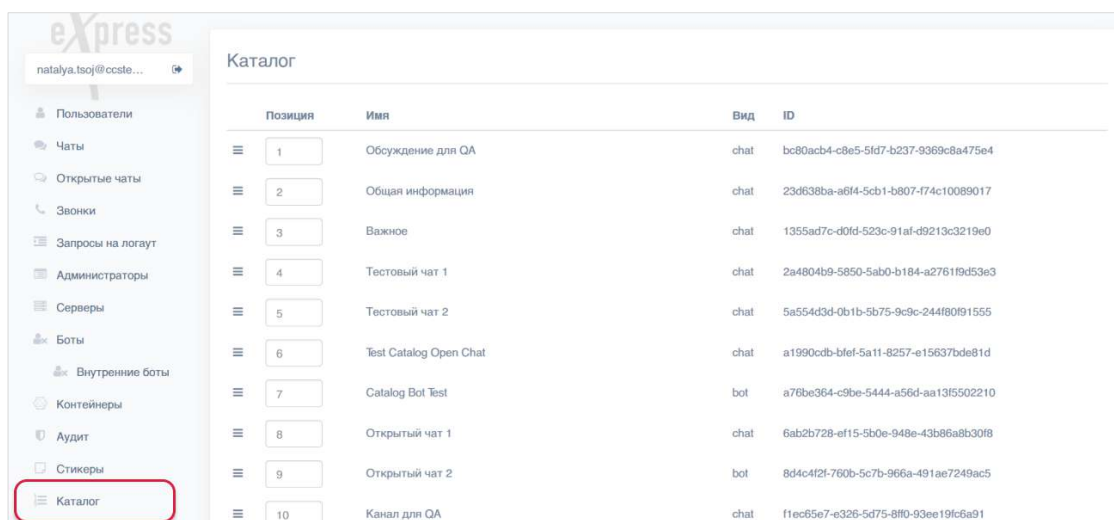 eXpress
natalya.tsoj@ccste...
Пользователи
Чаты
Открытые чаты
Звонки
Запросы на логаут
Администраторы
Серверы
Боты
Внутренние боты
Контейнеры
Аудит
Стикеры
Каталог
Каталог
Позиция Имя Вид ID
1 Обсуждение для QA chat bc80acb4-c8e5-5fd7-b237-9369c8a475e4
2 Общая информация chat 23d638ba-a6f4-5cb1-b807-f74c10089017
3 Важное chat 1355ad7c-d0fd-523c-91af-d9213c3219e0
4 Тестовый чат 1 chat 2a4804b9-5850-5ab0-b184-a2761f9d53e3
5 Тестовый чат 2 chat 5a554d3d-0b1b-5b75-9c9c-244f80f91555
6 Test Catalog Open Chat chat a1990cdb-bfef-5a11-8257-e15637bde81d
7 Catalog Bot Test bot a76be364-c9be-5444-a56d-aa13f5502210
8 Открытый чат 1 chat 6ab2b728-ef15-5b0e-948e-43b86a8b30f8
9 Открытый чат 2 bot 8d4c4f2f-760b-5c7b-966a-491ae7249ac5
10 Канал для QA chat f1ec65e7-e326-5d75-8ff0-93ee19fc6a91